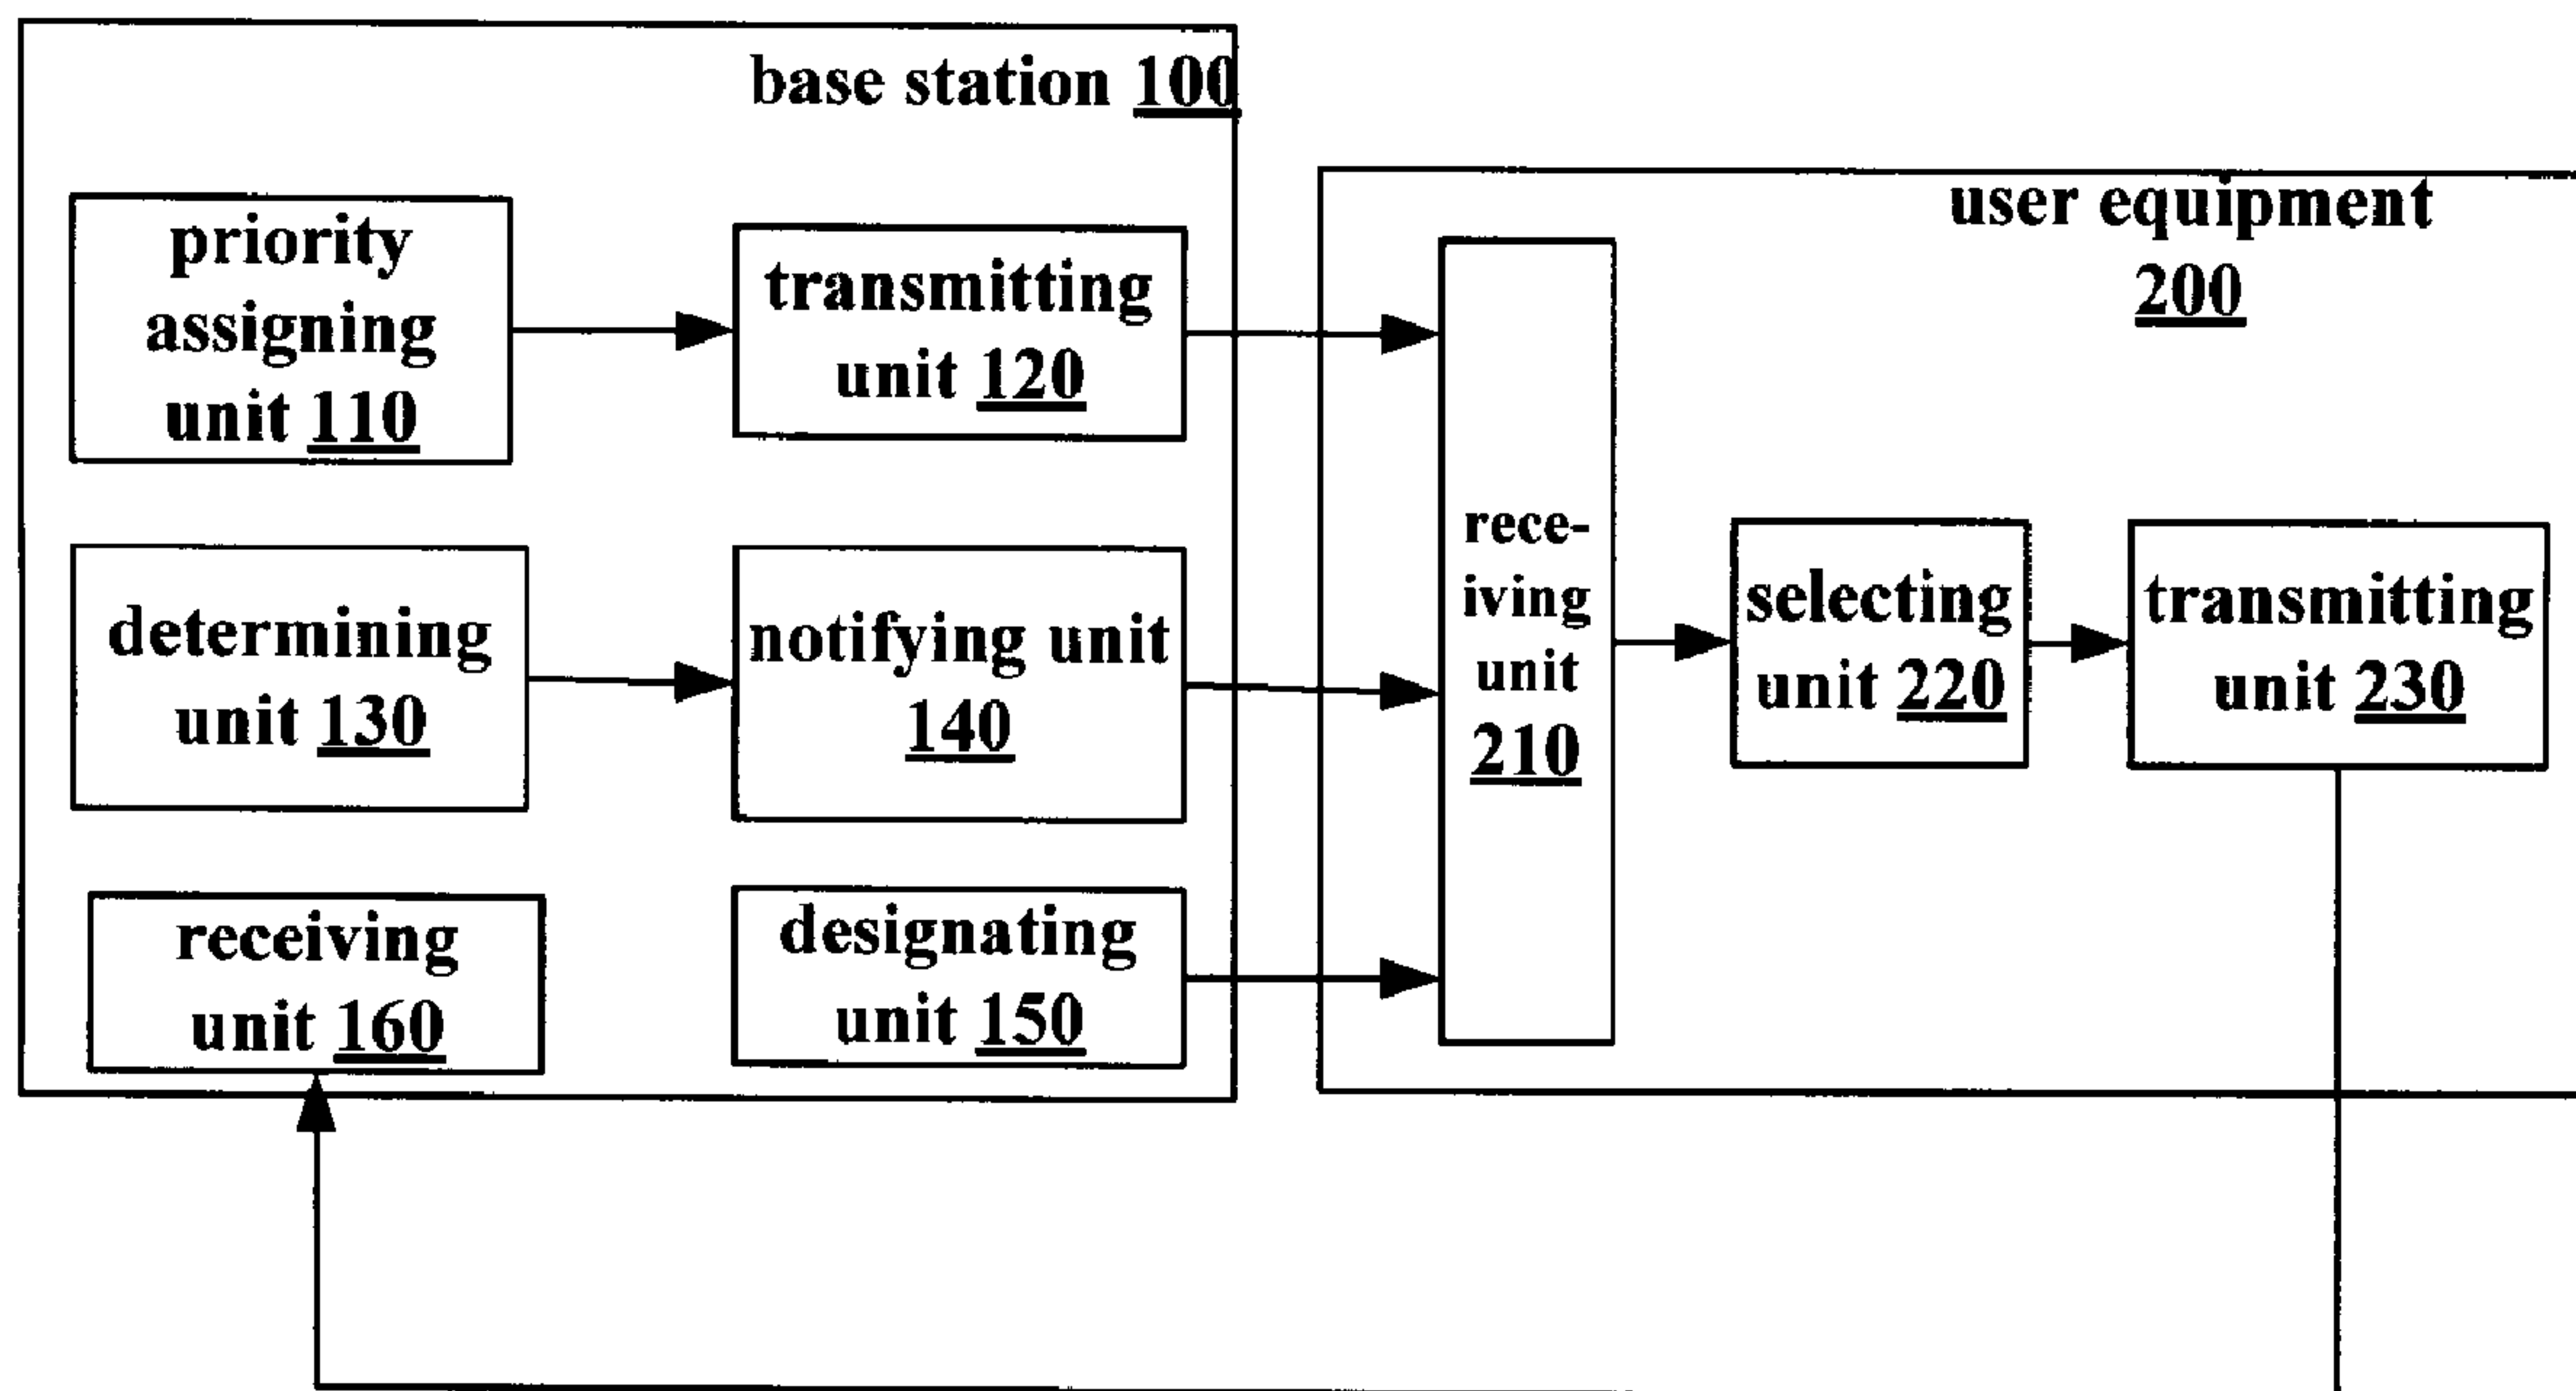 base station 100
priority
assigning
unit 110
transmitting
unit 120
determining
unit 130
notifying unit
140
receiving
unit 160
designating
unit 150
user equipment
200
rece-
iving
unit
210
selecting
unit 220
transmitting
unit 230